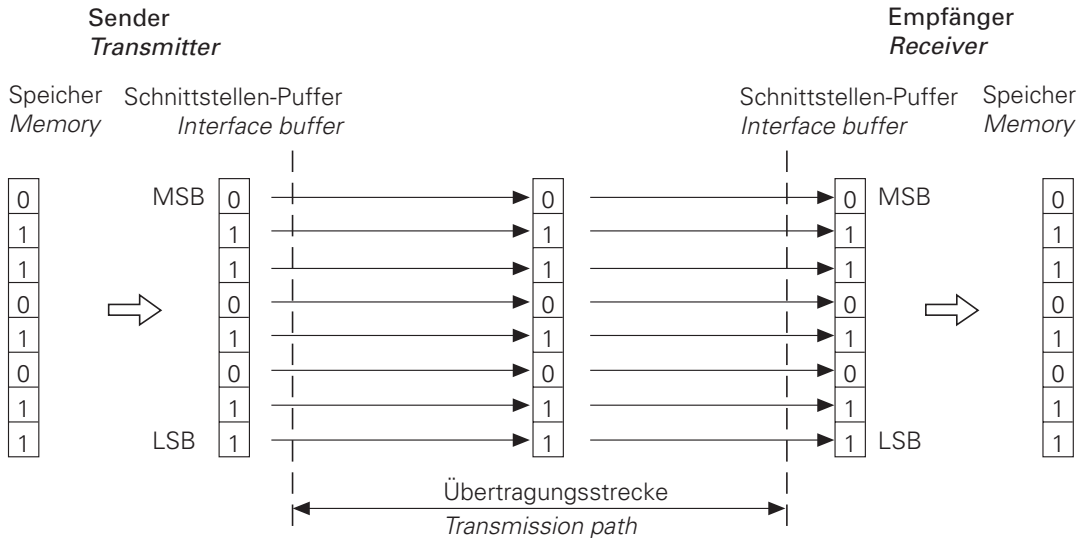 Sender
Transmitter
Empfänger
Receiver
Speicher
Memory
Schnittstellen-Puffer
Interface buffer
Schnittstellen-Puffer
Interface buffer
Speicher
Memory
0 MSB 0 0 0 MSB 0
1 1 1 1 1
1 1 1 1 1
0 0 0 0 0
1 1 1 1 1
0 0 0 0 0
1 1 1 1 1
1 LSB 1 1 1 LSB 1
Übertragungsstrecke
Transmission path